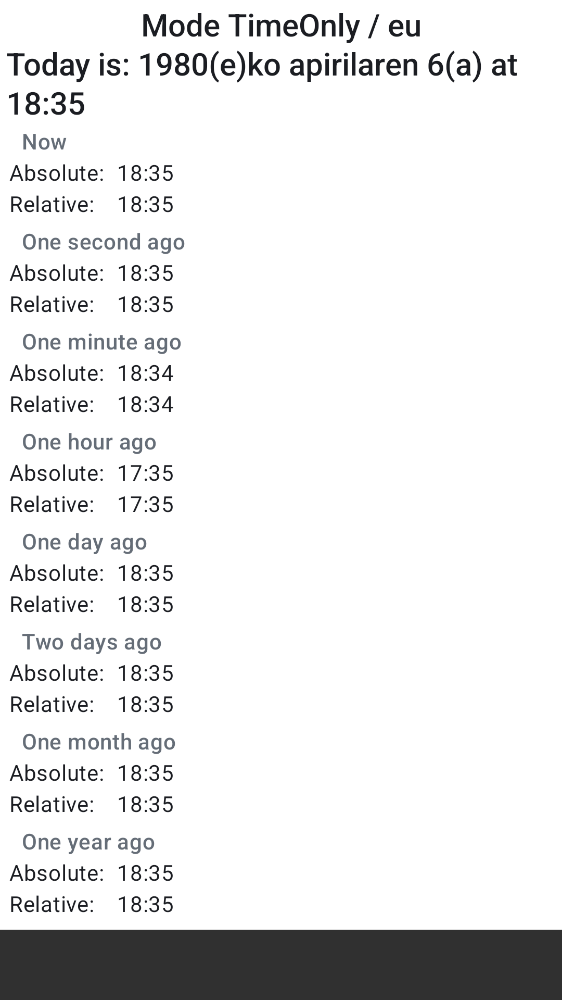 Mode TimeOnly / eu
Today is: 1980(e)ko apirilaren 6(a) at
18:35
Now
Absolute: 18:35
Relative: 18:35
One second ago
Absolute: 18:35
Relative: 18:35
One minute ago
Absolute: 18:34
Relative: 18:34
One hour ago
Absolute: 17:35
Relative: 17:35
One day ago
Absolute: 18:35
Relative: 18:35
Two days ago
Absolute: 18:35
Relative: 18:35
One month ago
Absolute: 18:35
Relative: 18:35
One year ago
Absolute: 18:35
Relative: 18:35